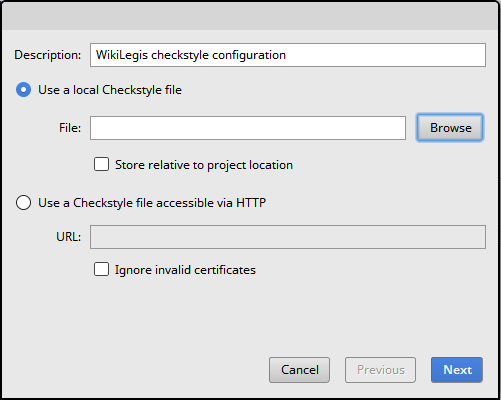 Description: WikiLegis checkstyle configuration
Use a local Checkstyle file
File: Browse
Store relative to project location
Use a Checkstyle file accessible via HTTP
URL:
Ignore invalid certificates
Cancel Previous Next